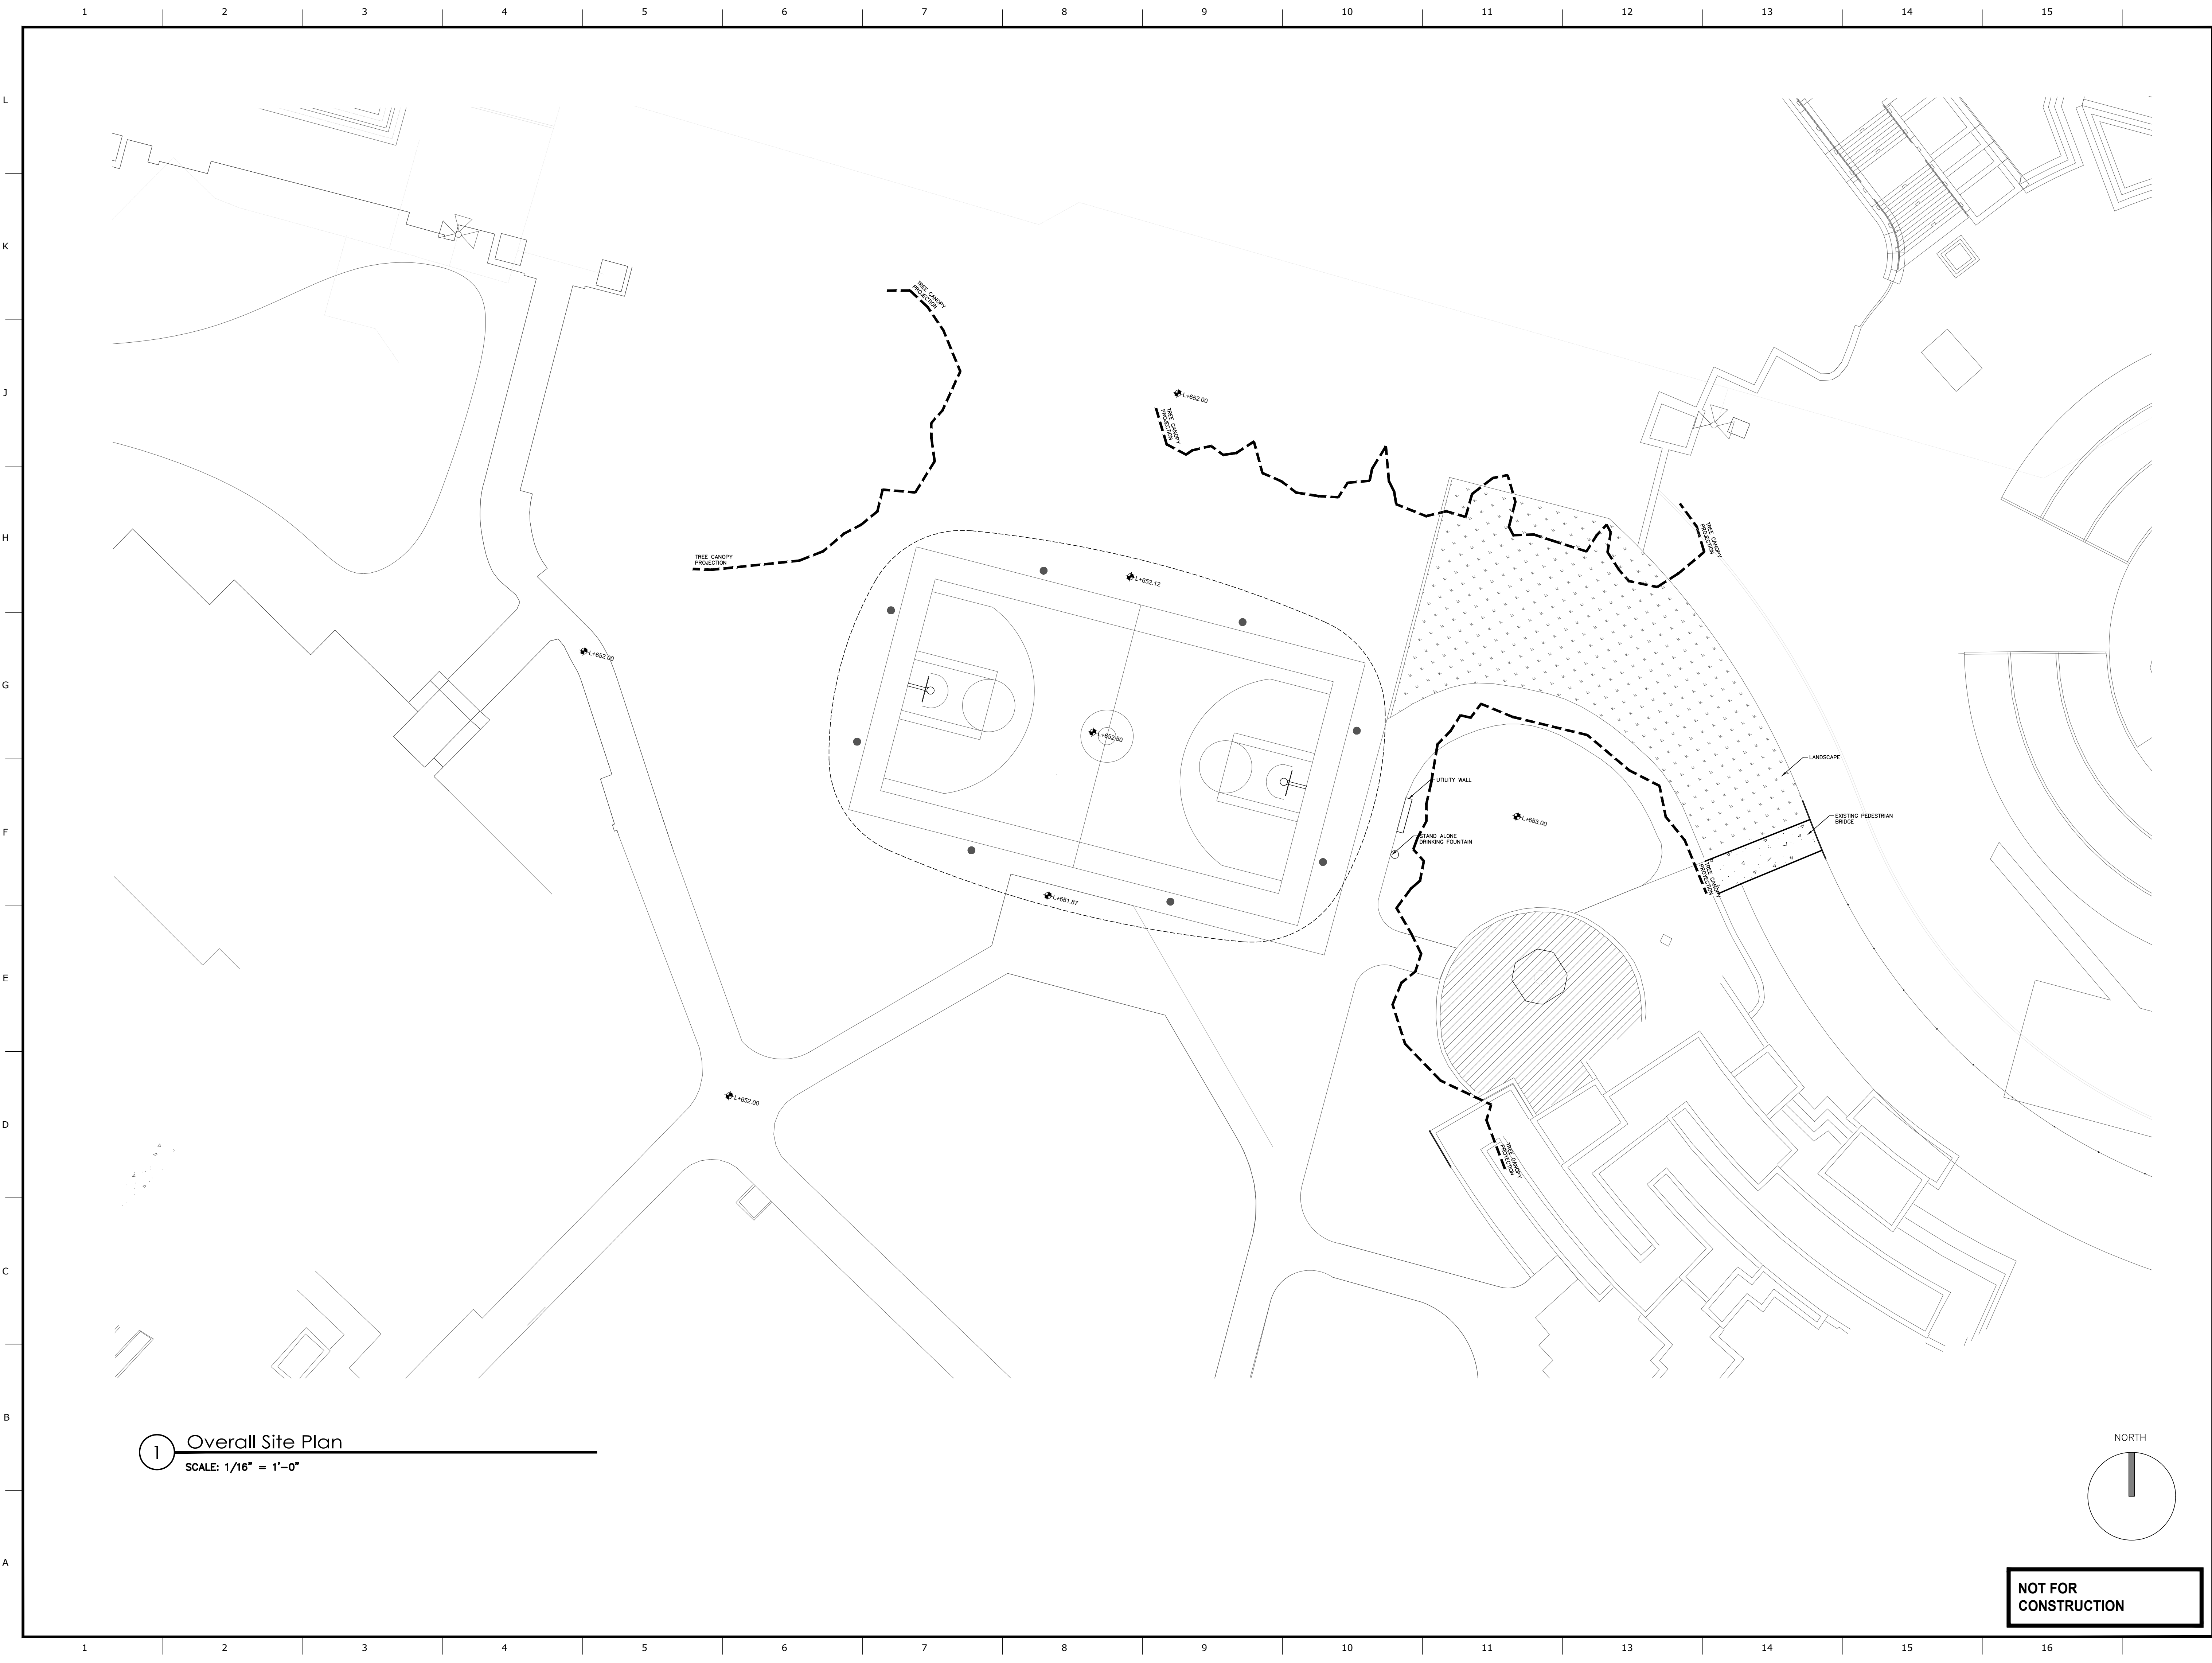 1 2 3 4 5 6 7 8 9 10 11 12 13 14 15
L
K
J
H
G
F
E
D
C
B
A
TREE CANOPY
PROJECTION
L+652.00
TREE CANOPY
PROJECTION
TREE CANOPY
PROJECTION
TREE CANOPY
PROJECTION
L+652.12
L+652.00
L+652.50
LANDSCAPE
UTILITY WALL
L+653.00
EXISTING PEDESTRIAN
BRIDGE
STAND ALONE
DRINKING FOUNTAIN
TREE CANOPY
PROYECTION
L+651.87
L+652.00
TREE CANOPY
PROYECTION
1
Overall Site Plan
SCALE: 1/16" = 1'-0"
NORTH
NOT FOR
CONSTRUCTION
1 2 3 4 5 6 7 8 9 10 11 13 14 15 16